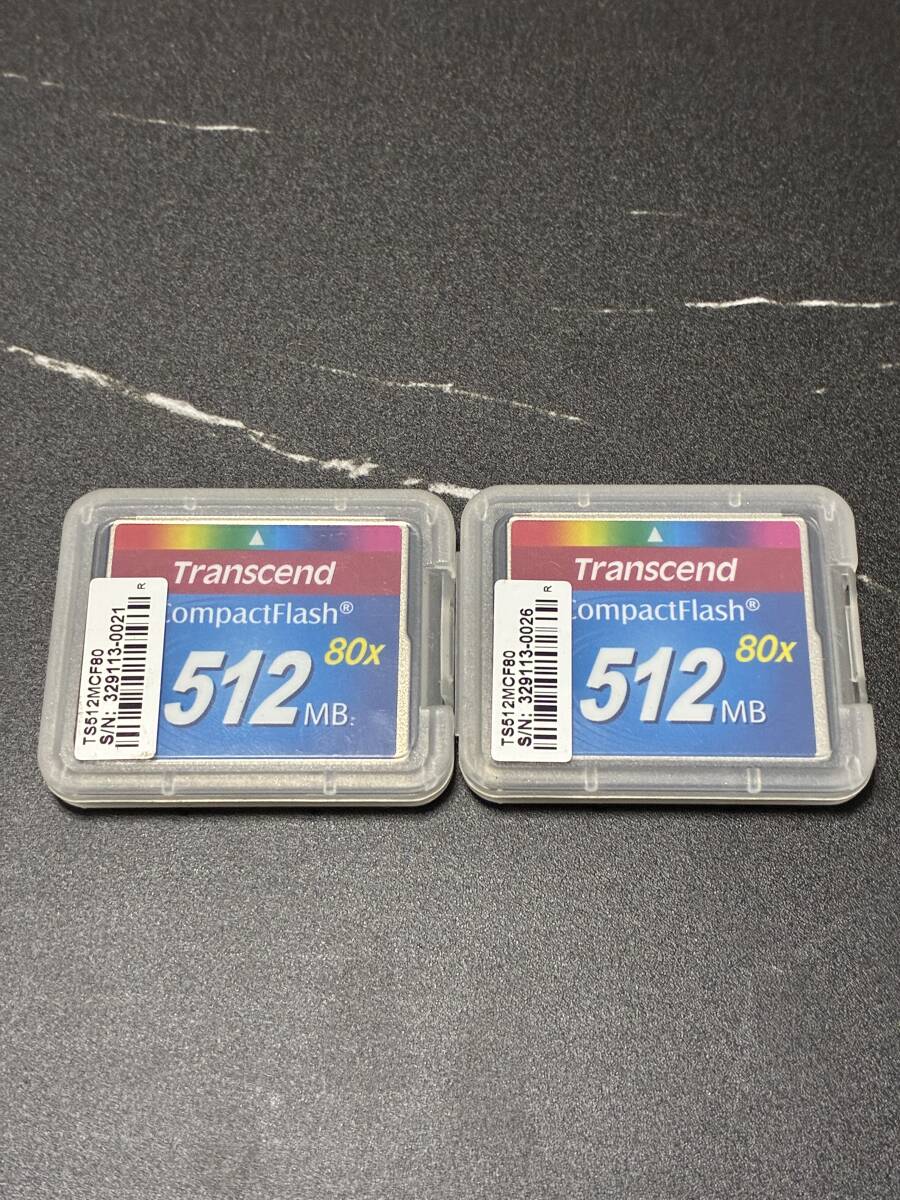 Transcend
CompactFlash®
80x
512 MB
R
TS512MCF80
S/N: 329113-0021
Transcend
CompactFlash®
80x
512 MB
R
TS512MCF80
S/N: 329113-0026